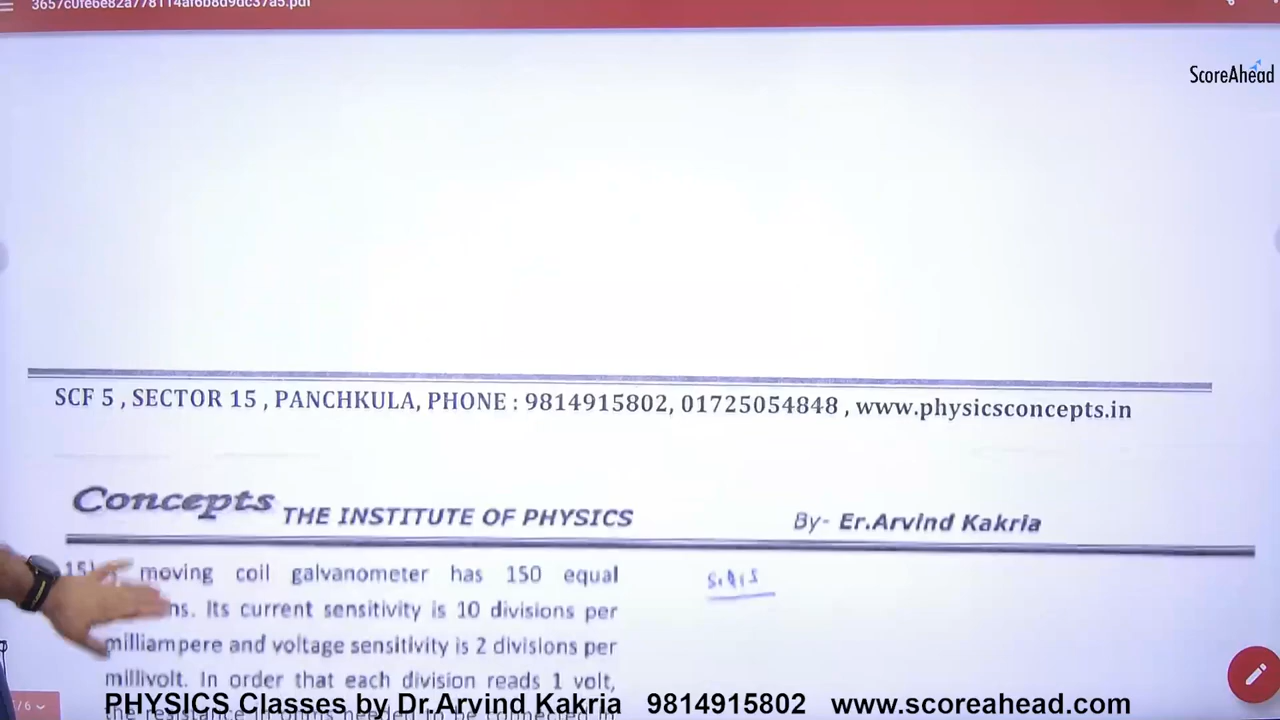 3657c0fe6e82a778114af6b8d9dc37a5.pdf
ScoreAhead
SCF 5 , SECTOR 15 , PANCHKULA, PHONE : 9814915802, 01725054848 , www.physicsconcepts.in
Concepts THE INSTITUTE OF PHYSICS By- Er.Arvind Kakria
moving coil galvanometer has 150 equal
Its current sensitivity is 10 divisions per
milliampere and voltage sensitivity is 2 divisions per
millivolt. In order that each division reads 1 volt,
PHYSICS Classes by Dr.Arvind Kakria 9814915802 www.scoreahead.com